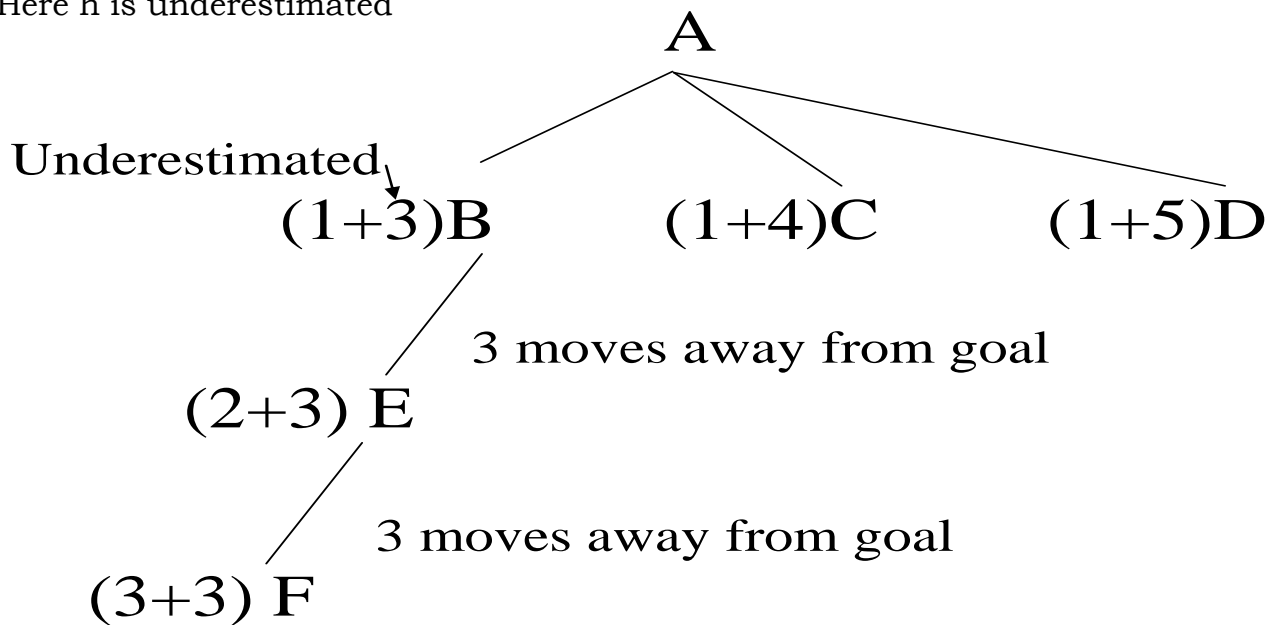 Here h is underestimated
A
Underestimated
(1+3)B (1+4)C (1+5)D
3 moves away from goal
(2+3) E
3 moves away from goal
(3+3) F